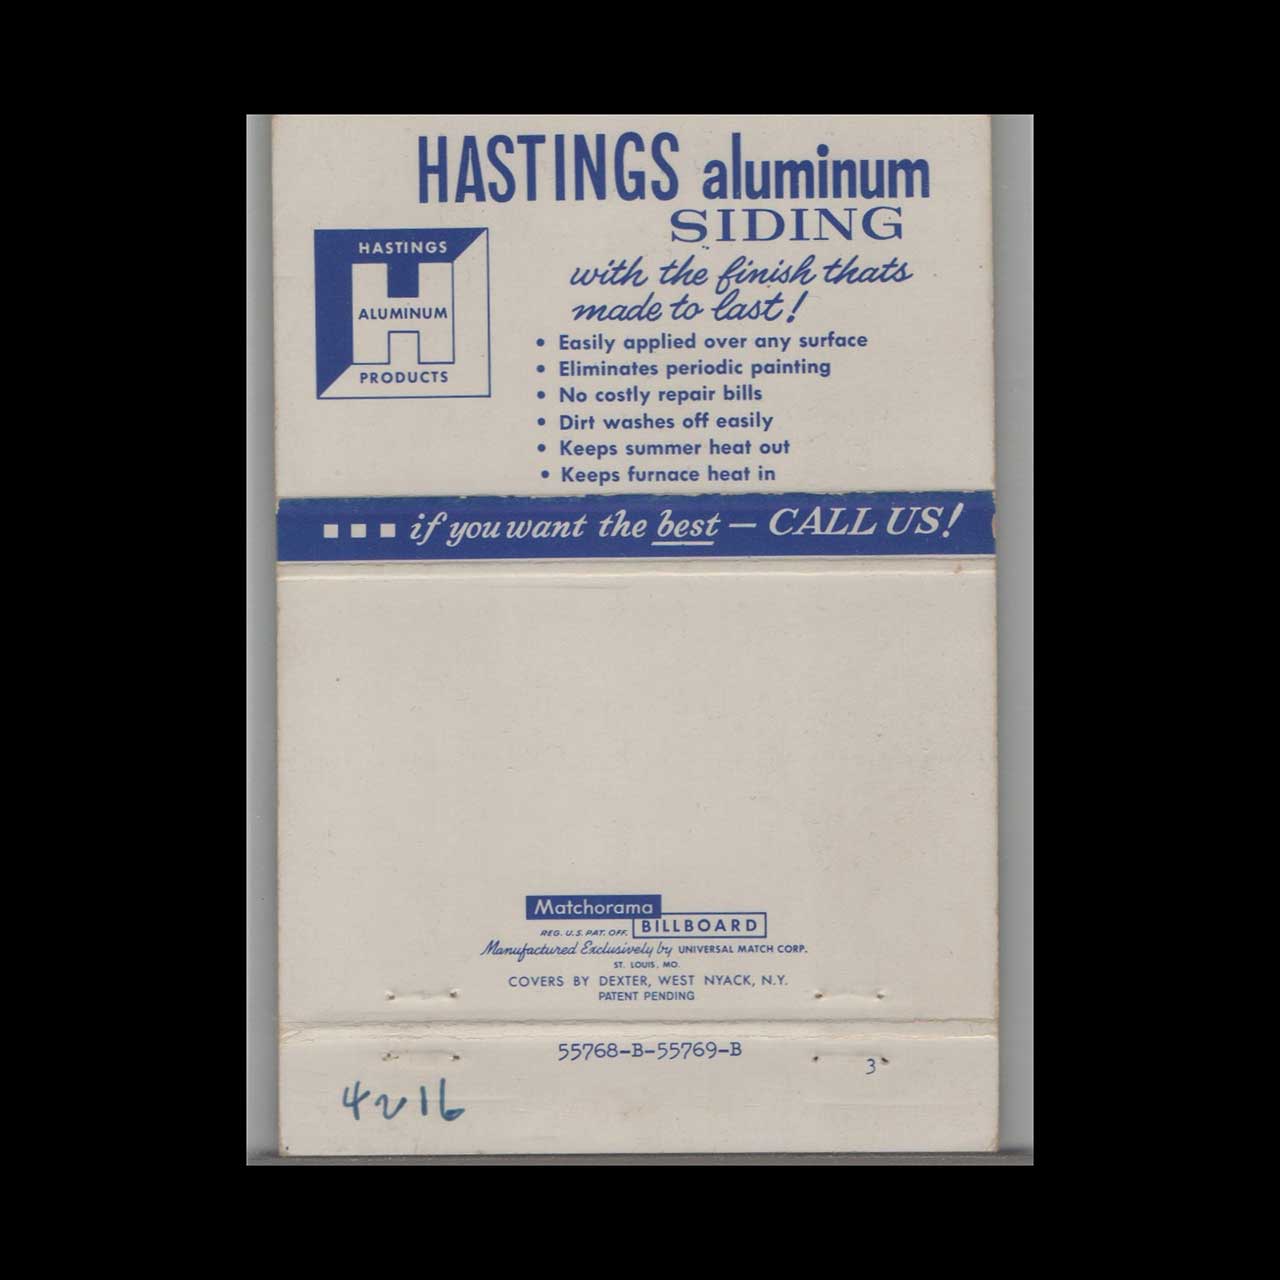 HASTINGS aluminum
SIDING
with the finish thats
made to last!
HASTINGS
ALUMINUM
PRODUCTS
• Easily applied over any surface
• Eliminates periodic painting
• No costly repair bills
• Dirt washes off easily
• Keeps summer heat out
• Keeps furnace heat in
if you want the best — CALL US!
Matchorama
BILLBOARD
REG. U.S. PAT. OFF.
Manufactured Exclusively by UNIVERSAL MATCH CORP.
ST. LOUIS, MO.
COVERS BY DEXTER, WEST NYACK, N.Y.
PATENT PENDING
55768-B-55769-B
3
4216